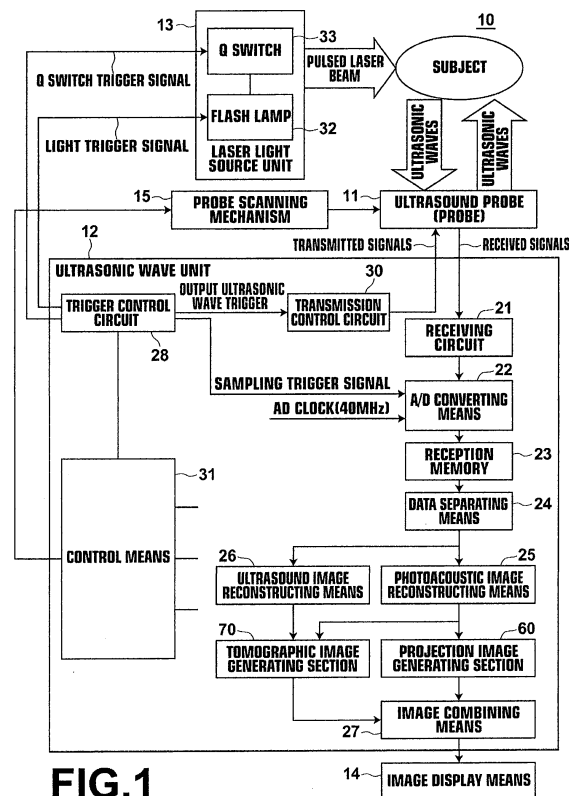 13
33
10
Q SWITCH
Q SWITCH TRIGGER SIGNAL
PULSED LASER
BEAM
SUBJECT
FLASH LAMP
32
LIGHT TRIGGER SIGNAL
LASER LIGHT
SOURCE UNIT
ULTRASONIC
WAVES
ULTRASONIC
WAVES
15
11
PROBE SCANNING
MECHANISM
ULTRASOUND PROBE
(PROBE)
12
TRANSMITTED SIGNALS
RECEIVED SIGNALS
ULTRASONIC WAVE UNIT
OUTPUT ULTRASONIC
WAVE TRIGGER
30
TRIGGER CONTROL
CIRCUIT
28
TRANSMISSION
CONTROL CIRCUIT
21
RECEIVING
CIRCUIT
22
SAMPLING TRIGGER SIGNAL
A/D CONVERTING
MEANS
AD CLOCK(40MHz)
RECEPTION
MEMORY
23
31
DATA SEPARATING
MEANS
24
CONTROL MEANS
26
25
ULTRASOUND IMAGE
RECONSTRUCTING MEANS
PHOTOACOUSTIC IMAGE
RECONSTRUCTING MEANS
70
60
TOMOGRAPHIC IMAGE
GENERATING SECTION
PROJECTION IMAGE
GENERATING SECTION
IMAGE COMBINING
MEANS
27
FIG.1
14
IMAGE DISPLAY MEANS